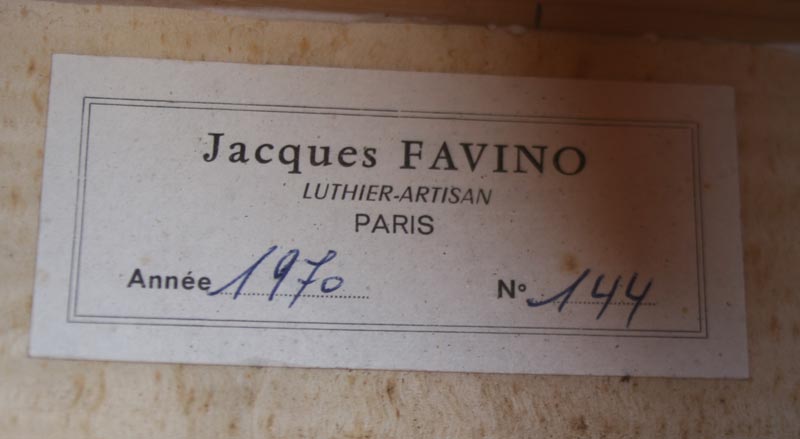 Jacques FAVINO
LUTHIER-ARTISAN
PARIS
Année 1970 N° 144